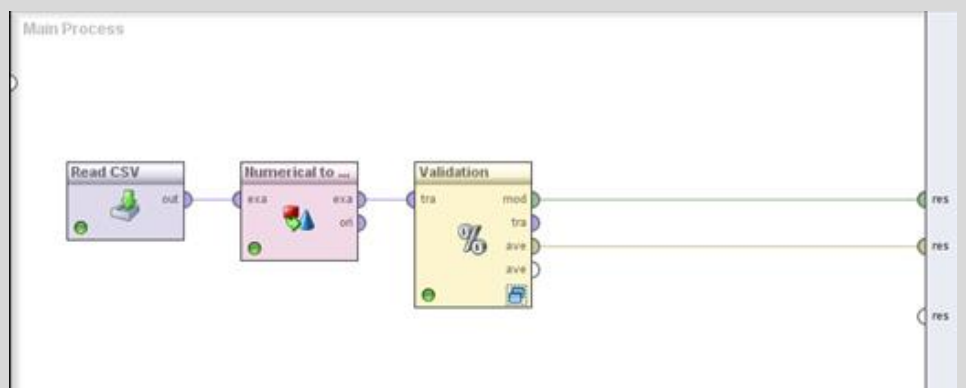 Main Process
Read CSV
out
Numerical to ...
exa
exa
ori
Validation
tra
mod
tra
ave
ave
%
res
res
res